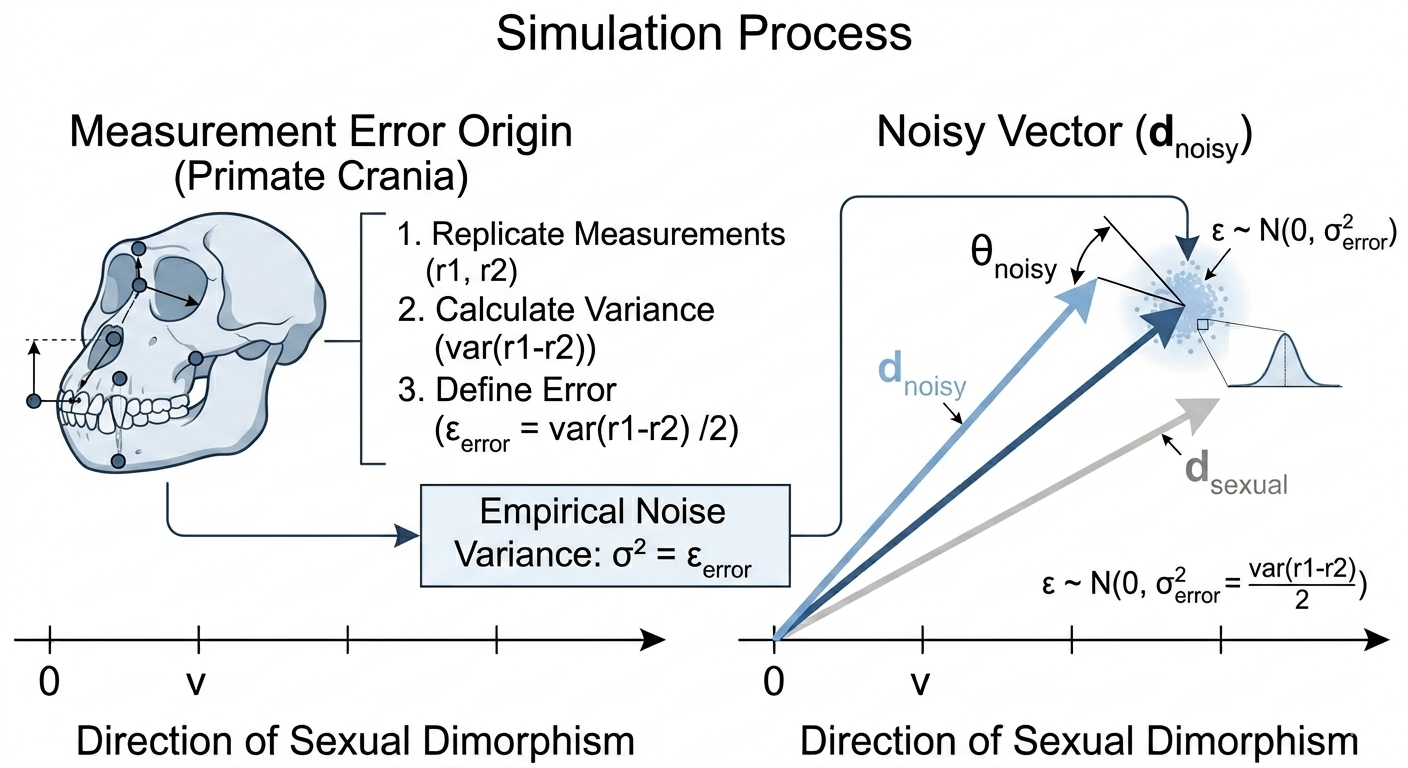 Simulation Process
Measurement Error Origin
(Primate Crania)
1. Replicate Measurements
(r1, r2)
2. Calculate Variance
(var(r1-r2))
3. Define Error
(ε_error = var(r1-r2) /2)
Empirical Noise
Variance: σ² = ε_error
0 v
Direction of Sexual Dimorphism
Noisy Vector (d_noisy)
ε ~ N(0, σ²_error)
θ_noisy
d_noisy
d_sexual
ε ~ N(0, σ²_error = var(r1-r2)/2)
0 v
Direction of Sexual Dimorphism